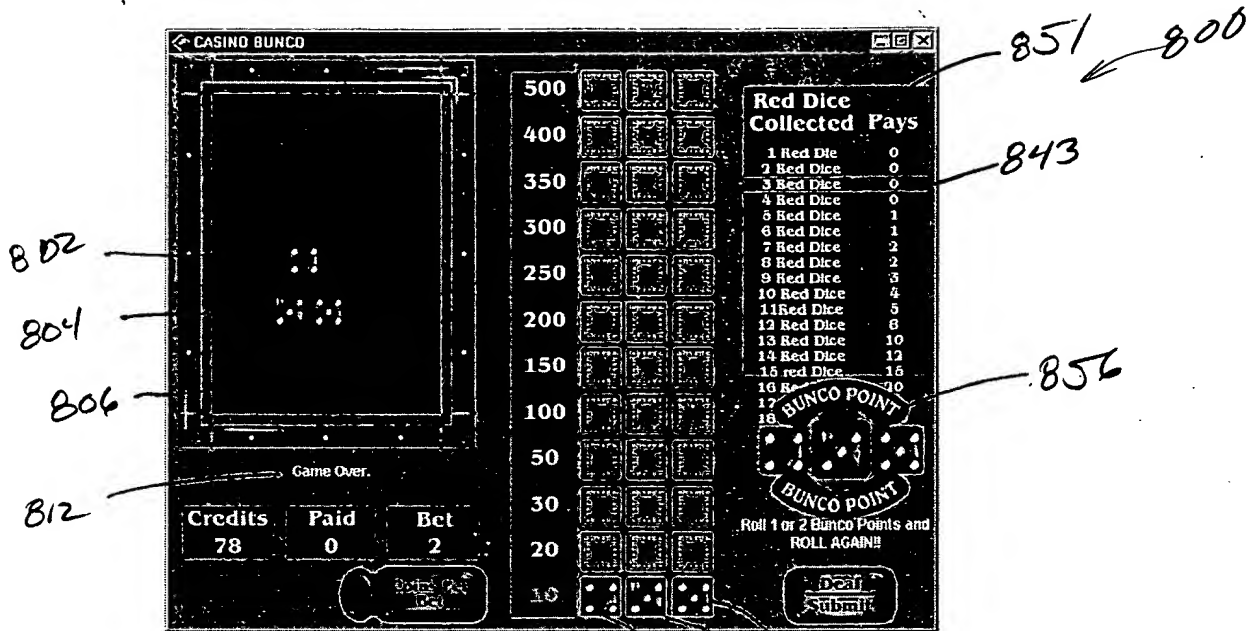 800
851
CASINO BUNCO
500
400
350
300
250
200
150
100
50
30
20
10
Red Dice
Collected Pays
1 Red Die 0
2 Red Dice 0
3 Red Dice 0
4 Red Dice 0
5 Red Dice 1
6 Red Dice 1
7 Red Dice 2
8 Red Dice 2
9 Red Dice 3
10 Red Dice 4
11Red Dice 5
12 Red Dice 8
13 Red Dice 10
14 Red Dice 12
15 red Dice 15
16 20
17
18
843
802
804
806
856
BUNCO POINT
BUNCO POINT
Roll 1 or 2 Bunco Points and
ROLL AGAIN!!
812
Game Over.
Credits Paid Bet
78 0 2
Deal
Submit